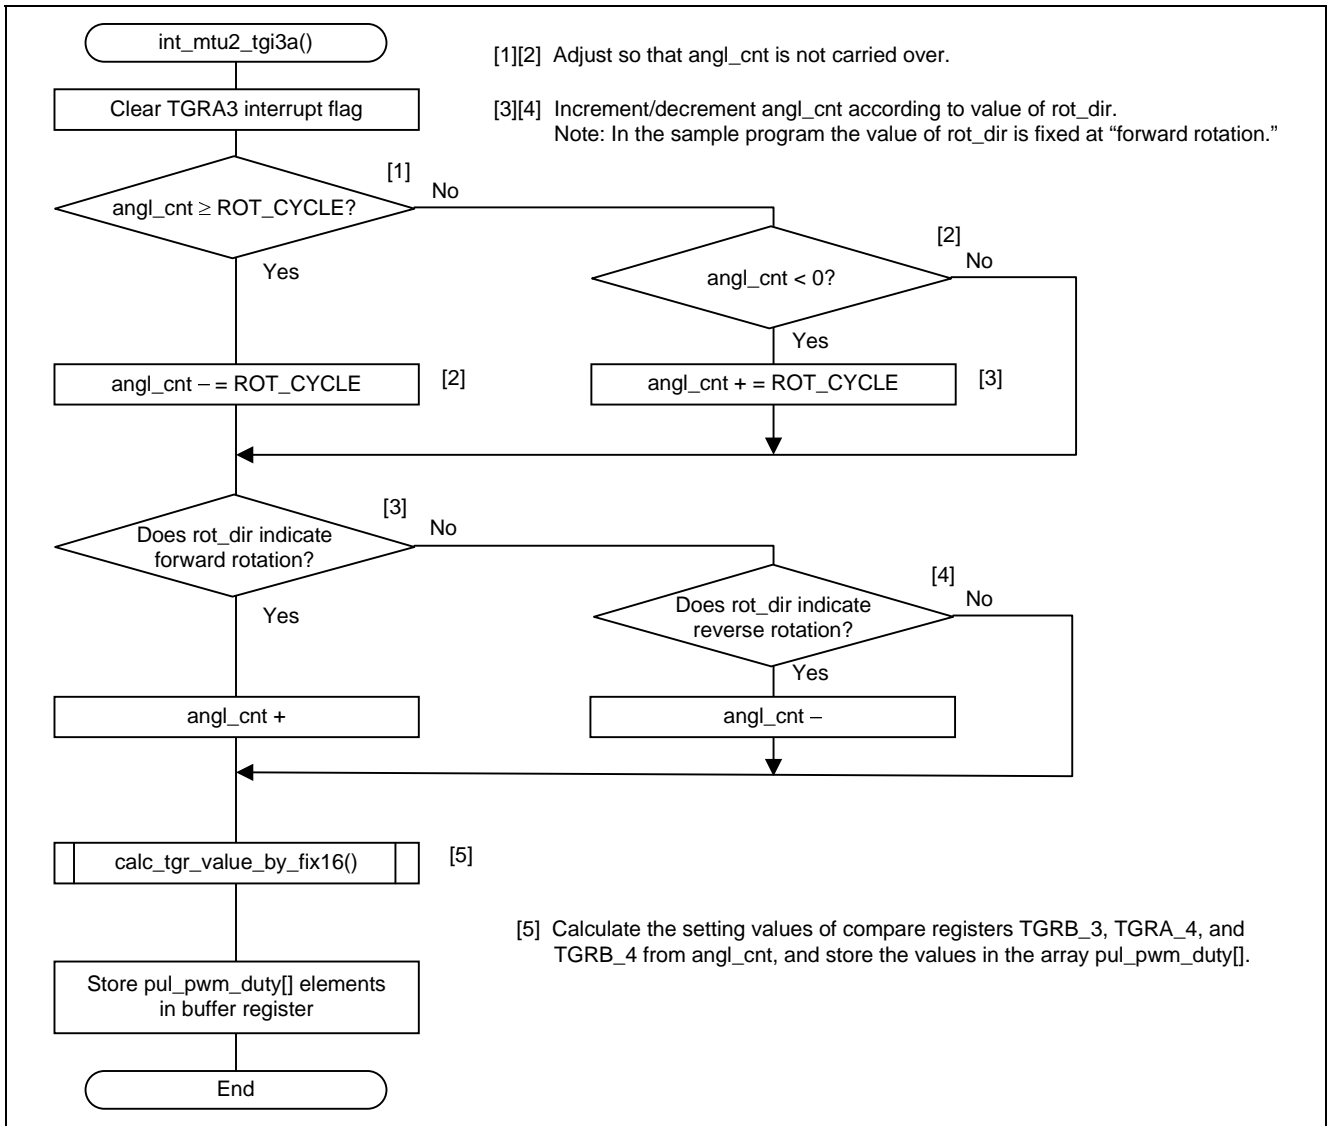 int_mtu2_tgi3a()
[1][2] Adjust so that angl_cnt is not carried over.
Clear TGRA3 interrupt flag
[3][4] Increment/decrement angl_cnt according to value of rot_dir.
Note: In the sample program the value of rot_dir is fixed at “forward rotation.”
[1]
angl_cnt ≥ ROT_CYCLE?
No
Yes
[2]
angl_cnt < 0?
No
Yes
angl_cnt − = ROT_CYCLE
[2]
angl_cnt + = ROT_CYCLE
[3]
[3]
Does rot_dir indicate
forward rotation?
No
Yes
[4]
Does rot_dir indicate
reverse rotation?
No
Yes
angl_cnt +
angl_cnt −
calc_tgr_value_by_fix16()
[5]
[5] Calculate the setting values of compare registers TGRB_3, TGRA_4, and
TGRB_4 from angl_cnt, and store the values in the array pul_pwm_duty[].
Store pul_pwm_duty[] elements
in buffer register
End